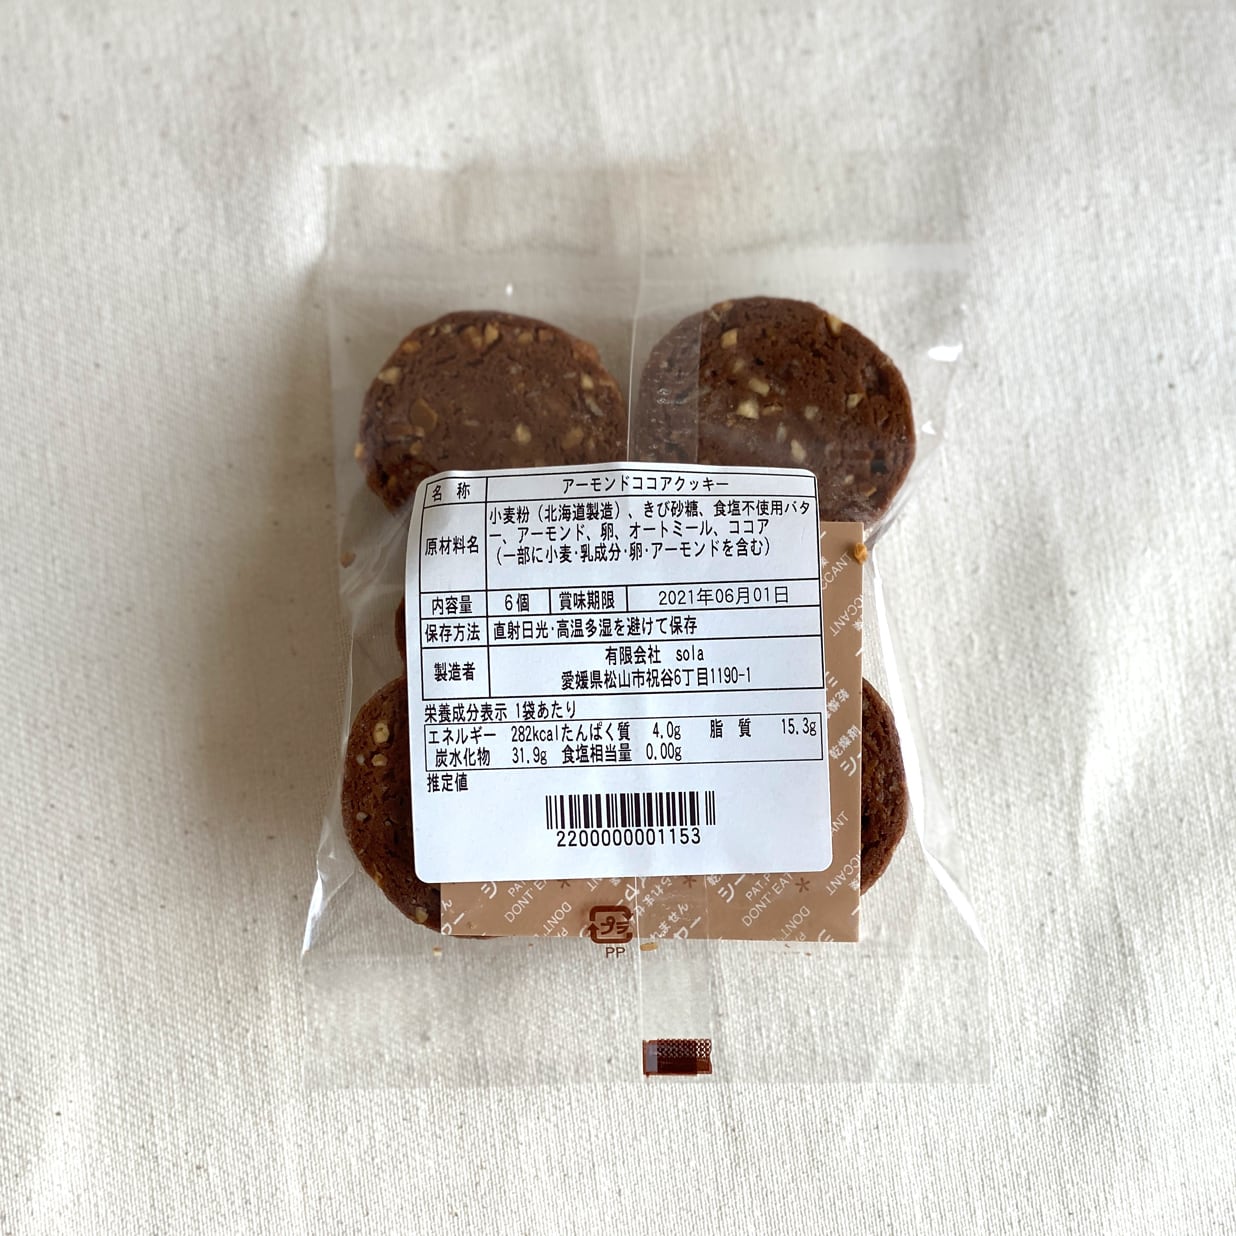 名 称 アーモンドココアクッキー
原材料名 小麦粉（北海道製造）、きび砂糖、食塩不使用バタ
ー、アーモンド、卵、オートミール、ココア
（一部に小麦・乳成分・卵・アーモンドを含む）
内容量 6個 賞味期限 2021年06月01日
保存方法 直射日光・高温多湿を避けて保存
製造者 有限会社 sola
愛媛県松山市祝谷6丁目1190-1
栄養成分表示 1袋あたり
エネルギー 282kcal たんぱく質 4.0g 脂 質 15.3g
炭水化物 31.9g 食塩相当量 0.00g
推定値
2200000001153
乾燥剤
DONT' EAT
プラ
PP